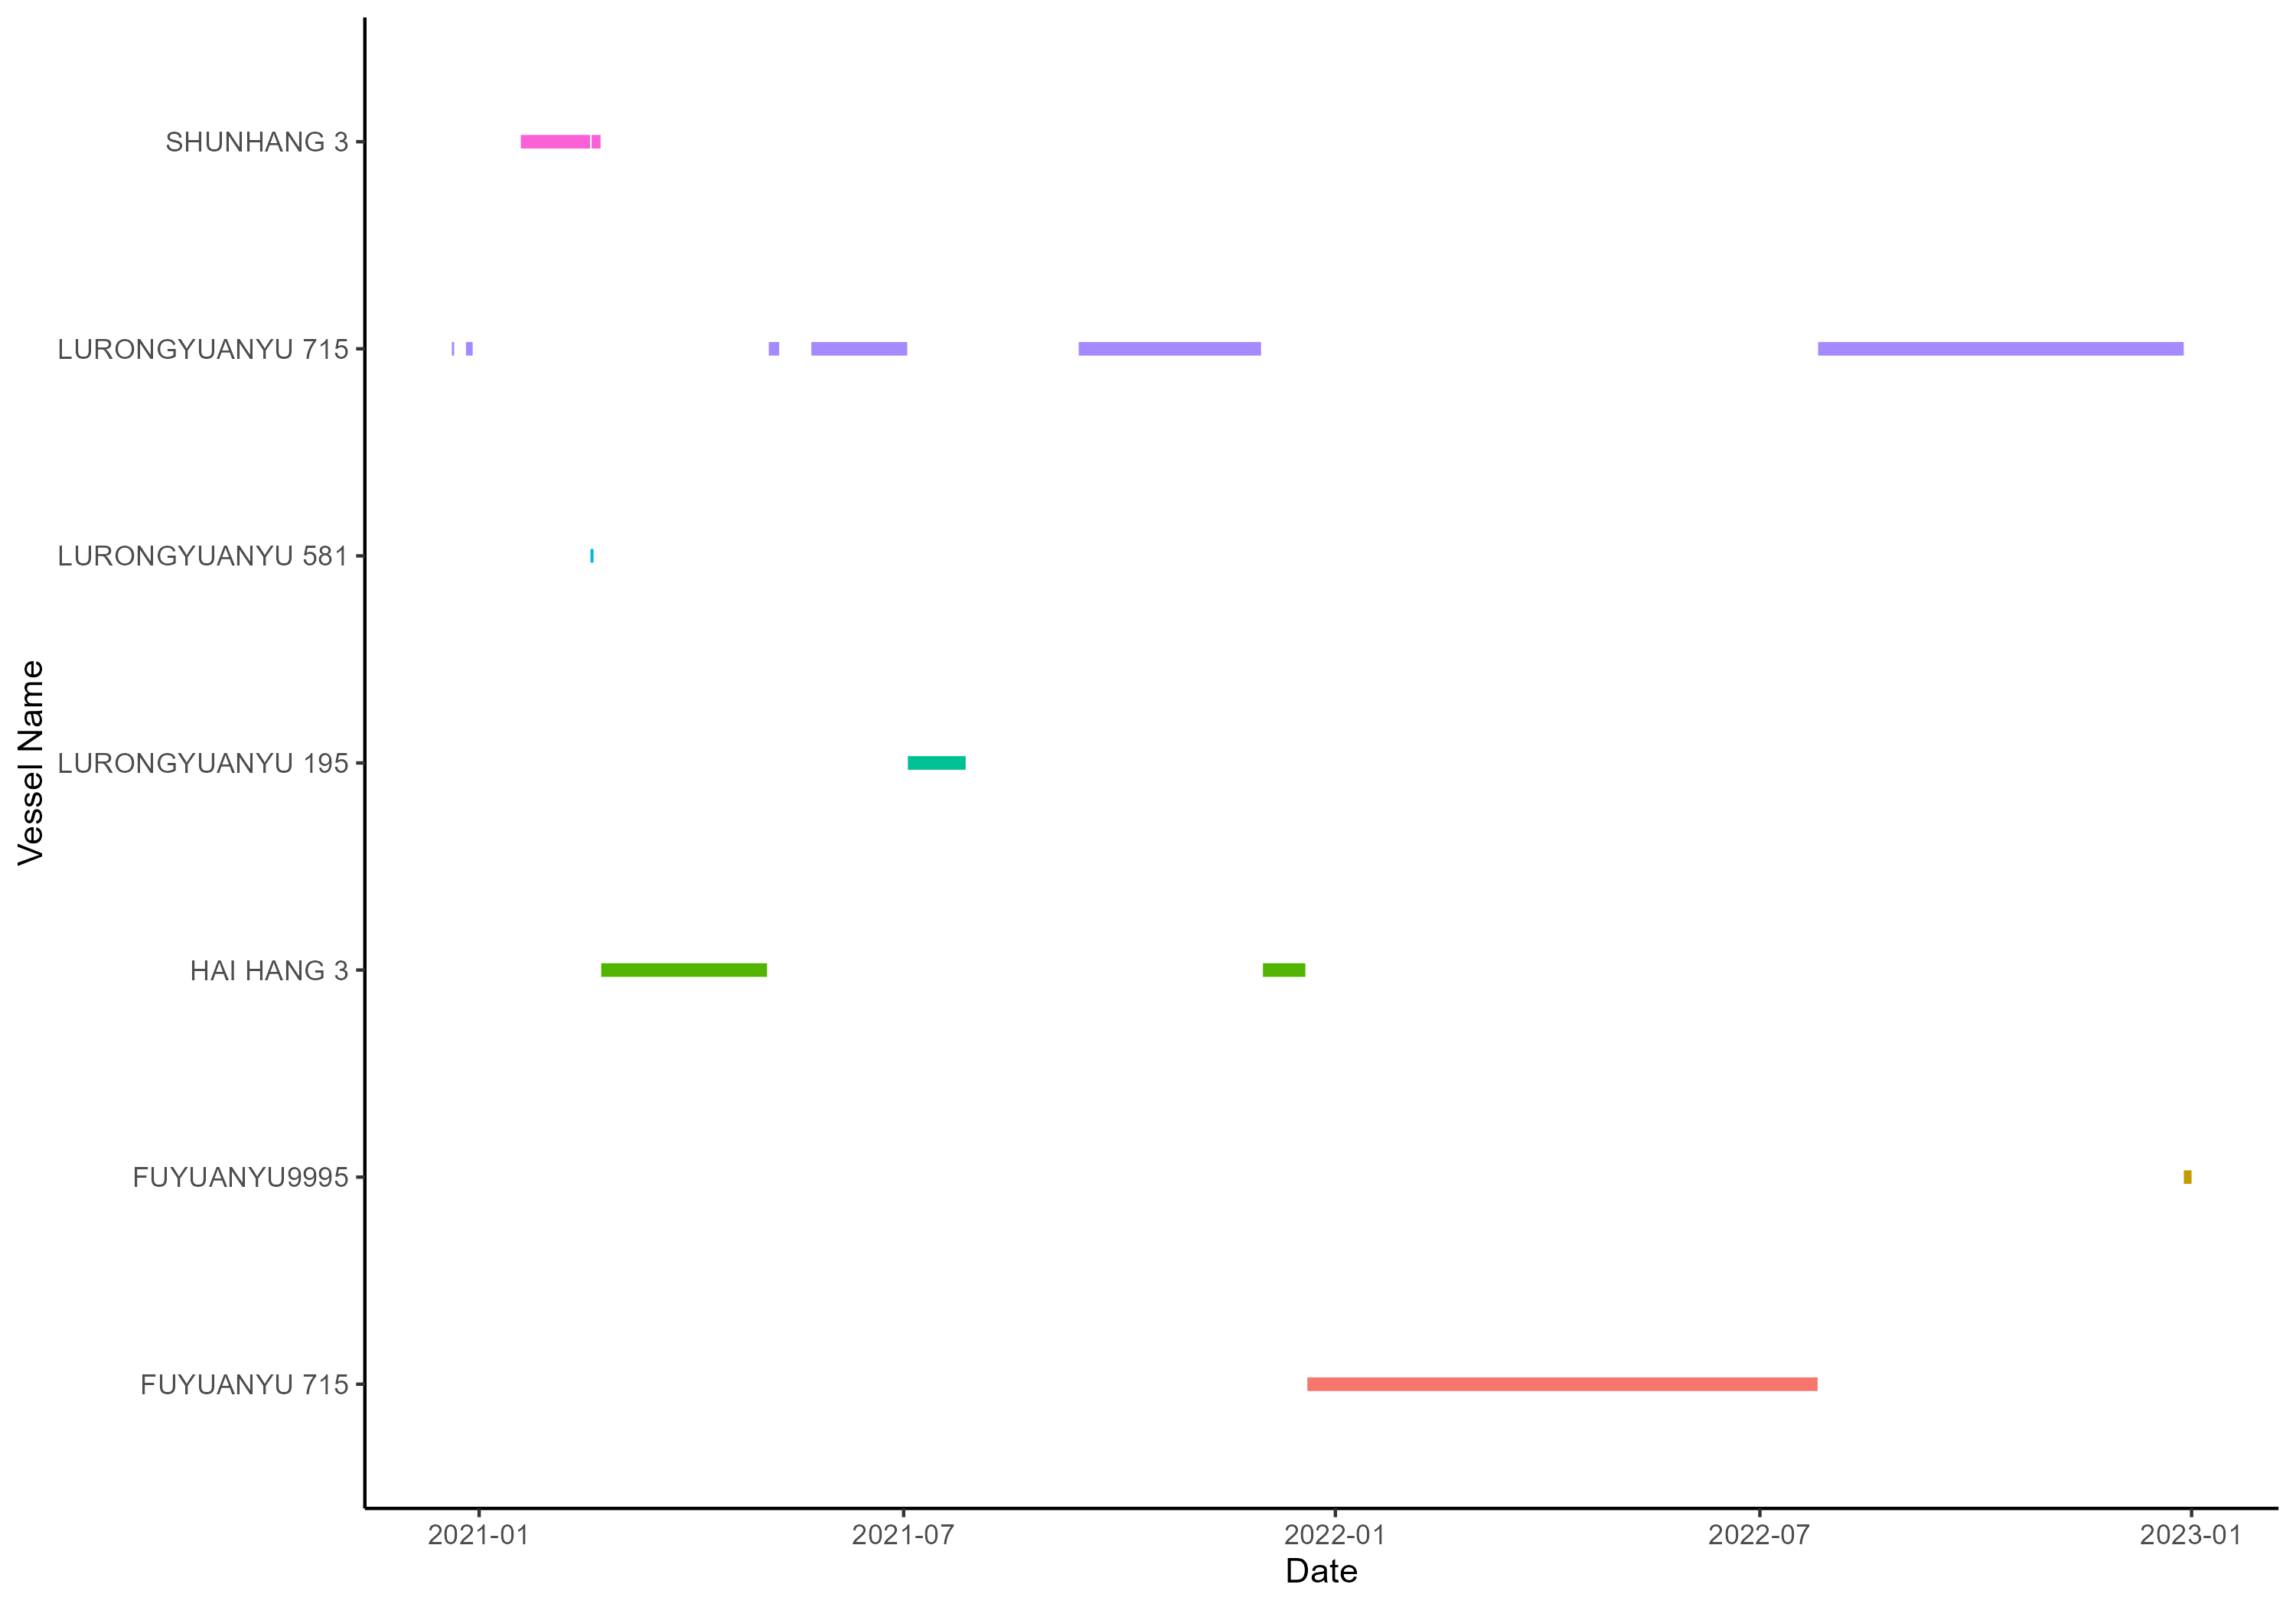 SHUNHANG 3
LURONGYUANYU 715
LURONGYUANYU 581
LURONGYUANYU 195
HAI HANG 3
FUYUANYU9995
FUYUANYU 715
Vessel Name
2021-01
2021-07
2022-01
2022-07
2023-01
Date